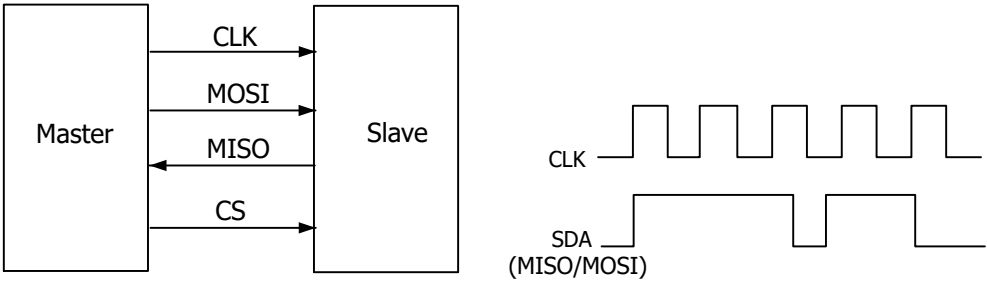 CLK
MOSI
Master
Slave
MISO
CS
CLK
SDA
(MISO/MOSI)